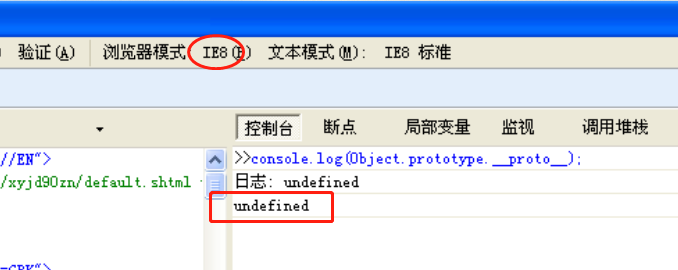 验证(A) 浏览器模式 IE8(B) 文本模式(M): IE8 标准
控制台 断点 局部变量 监视 调用堆栈
//EN">
>>console.log(Object.prototype.__proto__);
/xyjd90zn/default.shtml
日志: undefined
undefined
=GBK">